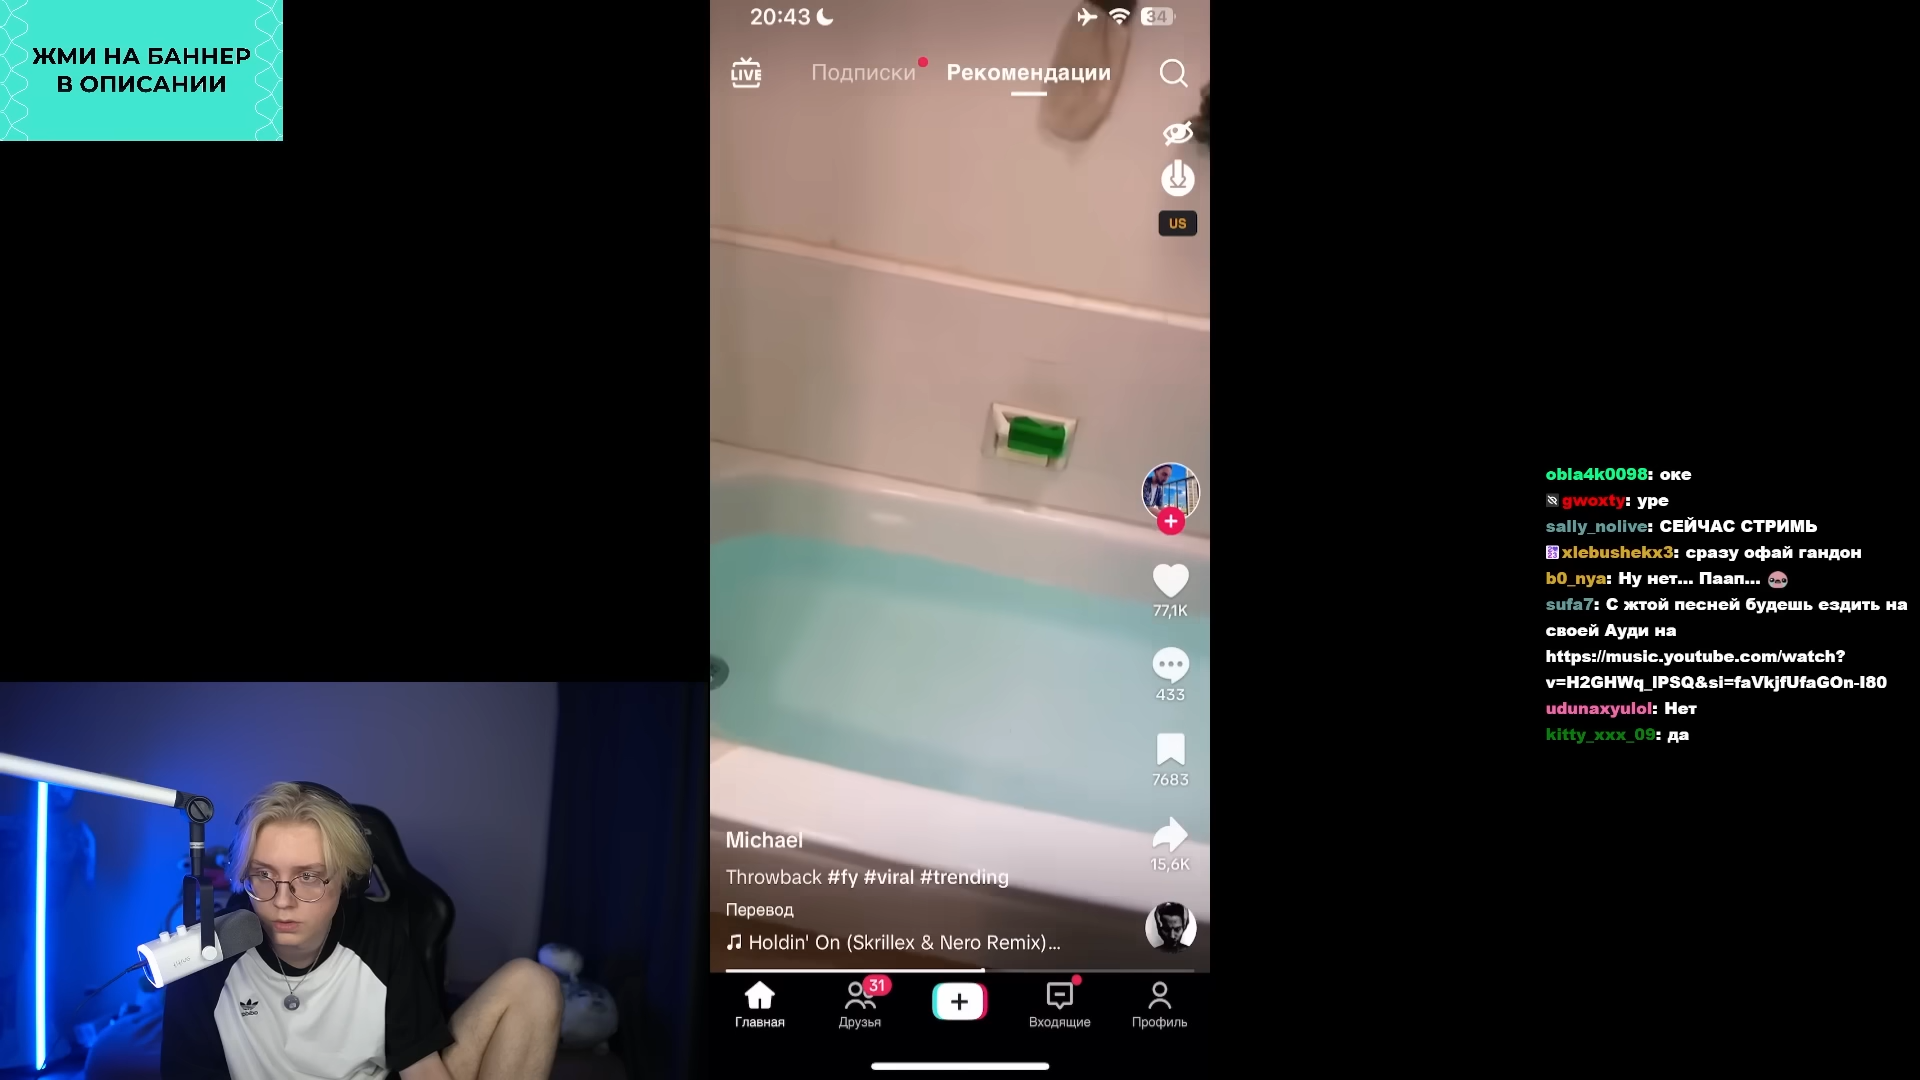 ЖМИ НА БАННЕР
В ОПИСАНИИ
20:43
34
LIVE
Подписки
Рекомендации
US
77,1K
433
7683
15,6K
Michael
Throwback #fy #viral #trending
Перевод
Holdin' On (Skrillex & Nero Remix)...
31
Главная
Друзья
Входящие
Профиль
obla4k0098: оке
gwoxty: уре
sally_nolive: СЕЙЧАС СТРИМЬ
xlebushekx3: сразу офай гандон
b0_nya: Ну нет... Паап...
sufa7: С жтой песней будешь ездить на
своей Ауди на
https://music.youtube.com/watch?
v=H2GHWq_lPSQ&si=faVkjfUfaGOn-l80
udunaxyulol: Нет
kitty_xxx_09: да